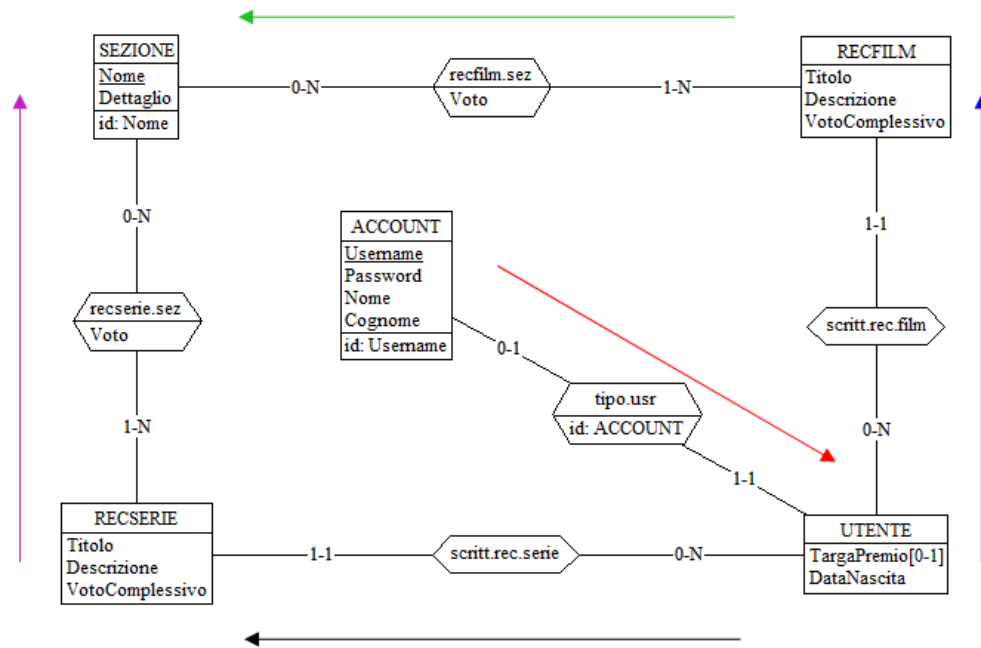 SEZIONE
Nome
Dettaglio
id: Nome
0-N
recfilm.sez
Voto
1-N
RECFILM
Titolo
Descrizione
VotoComplessivo
0-N
1-1
ACCOUNT
Username
Password
Nome
Cognome
id: Username
recserie.sez
Voto
scritt.rec.film
0-1
tipo.usr
id: ACCOUNT
1-N
0-N
1-1
RECSERIE
Titolo
Descrizione
VotoComplessivo
1-1
scritt.rec.serie
0-N
UTENTE
TargaPremio[0-1]
DataNascita